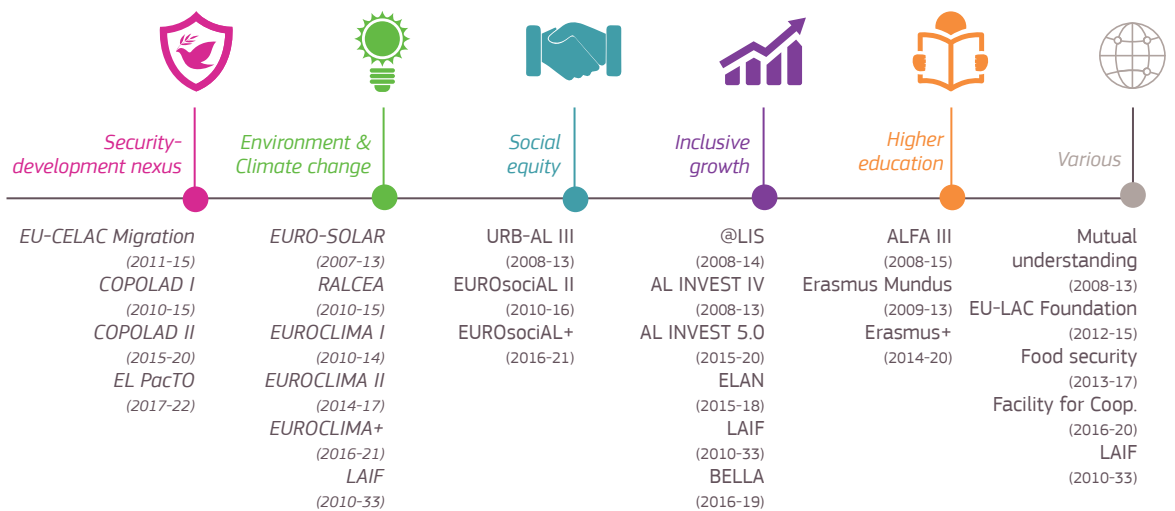 Security-
development nexus
EU-CELAC Migration
(2011-15)
COPOLAD I
(2010-15)
COPOLAD II
(2015-20)
EL PacTO
(2017-22)
Environment &
Climate change
EURO-SOLAR
(2007-13)
RALCEA
(2010-15)
EUROCLIMA I
(2010-14)
EUROCLIMA II
(2014-17)
EUROCLIMA+
(2016-21)
LAIF
(2010-33)
Social
equity
URB-AL III
(2008-13)
EUROsociAL II
(2010-16)
EUROsociAL+
(2016-21)
Inclusive
growth
@LIS
(2008-14)
AL INVEST IV
(2008-13)
AL INVEST 5.0
(2015-20)
ELAN
(2015-18)
LAIF
(2010-33)
BELLA
(2016-19)
Higher
education
ALFA III
(2008-15)
Erasmus Mundus
(2009-13)
Erasmus+
(2014-20)
Various
Mutual
understanding
(2008-13)
EU-LAC Foundation
(2012-15)
Food security
(2013-17)
Facility for Coop.
(2016-20)
LAIF
(2010-33)